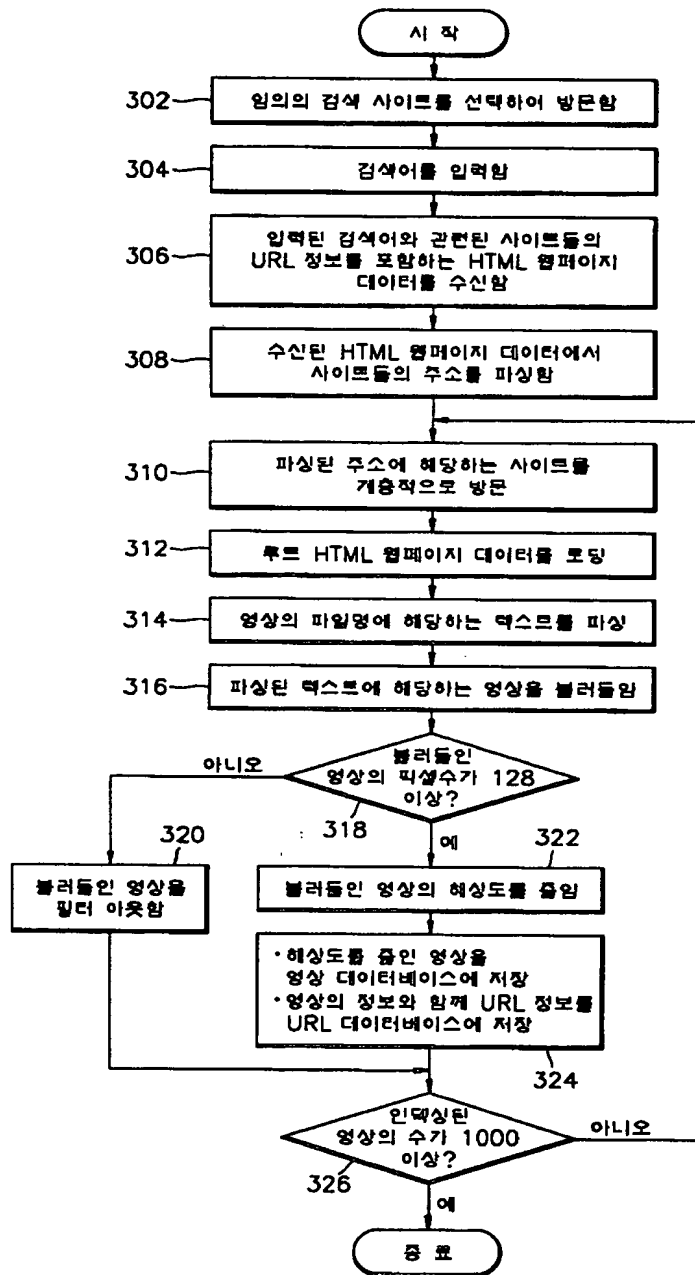 시 작
302
임의의 검색 사이트를 선택하여 방문함
304
검색어를 입력함
306
입력된 검색어와 관련된 사이트들의
URL 정보를 포함하는 HTML 웹페이지
데이터를 수신함
308
수신된 HTML 웹페이지 데이터에서
사이트들의 주소를 파싱함
310
파싱된 주소에 해당하는 사이트를
계층적으로 방문
312
루트 HTML 웹페이지 데이터를 로딩
314
영상의 파일명에 해당하는 텍스트를 파싱
316
파싱된 텍스트에 해당하는 영상을 불러들임
불러들인
영상의 픽셀수가 128
이상?
아니오
318
예
320
불러들인 영상을
필터 아웃함
322
불러들인 영상의 해상도를 줄임
·해상도를 줄인 영상을
영상 데이터베이스에 저장
·영상의 정보와 함께 URL 정보를
URL 데이터베이스에 저장
324
인덱싱된
영상의 수가 1000
이상?
아니오
326
예
종 료